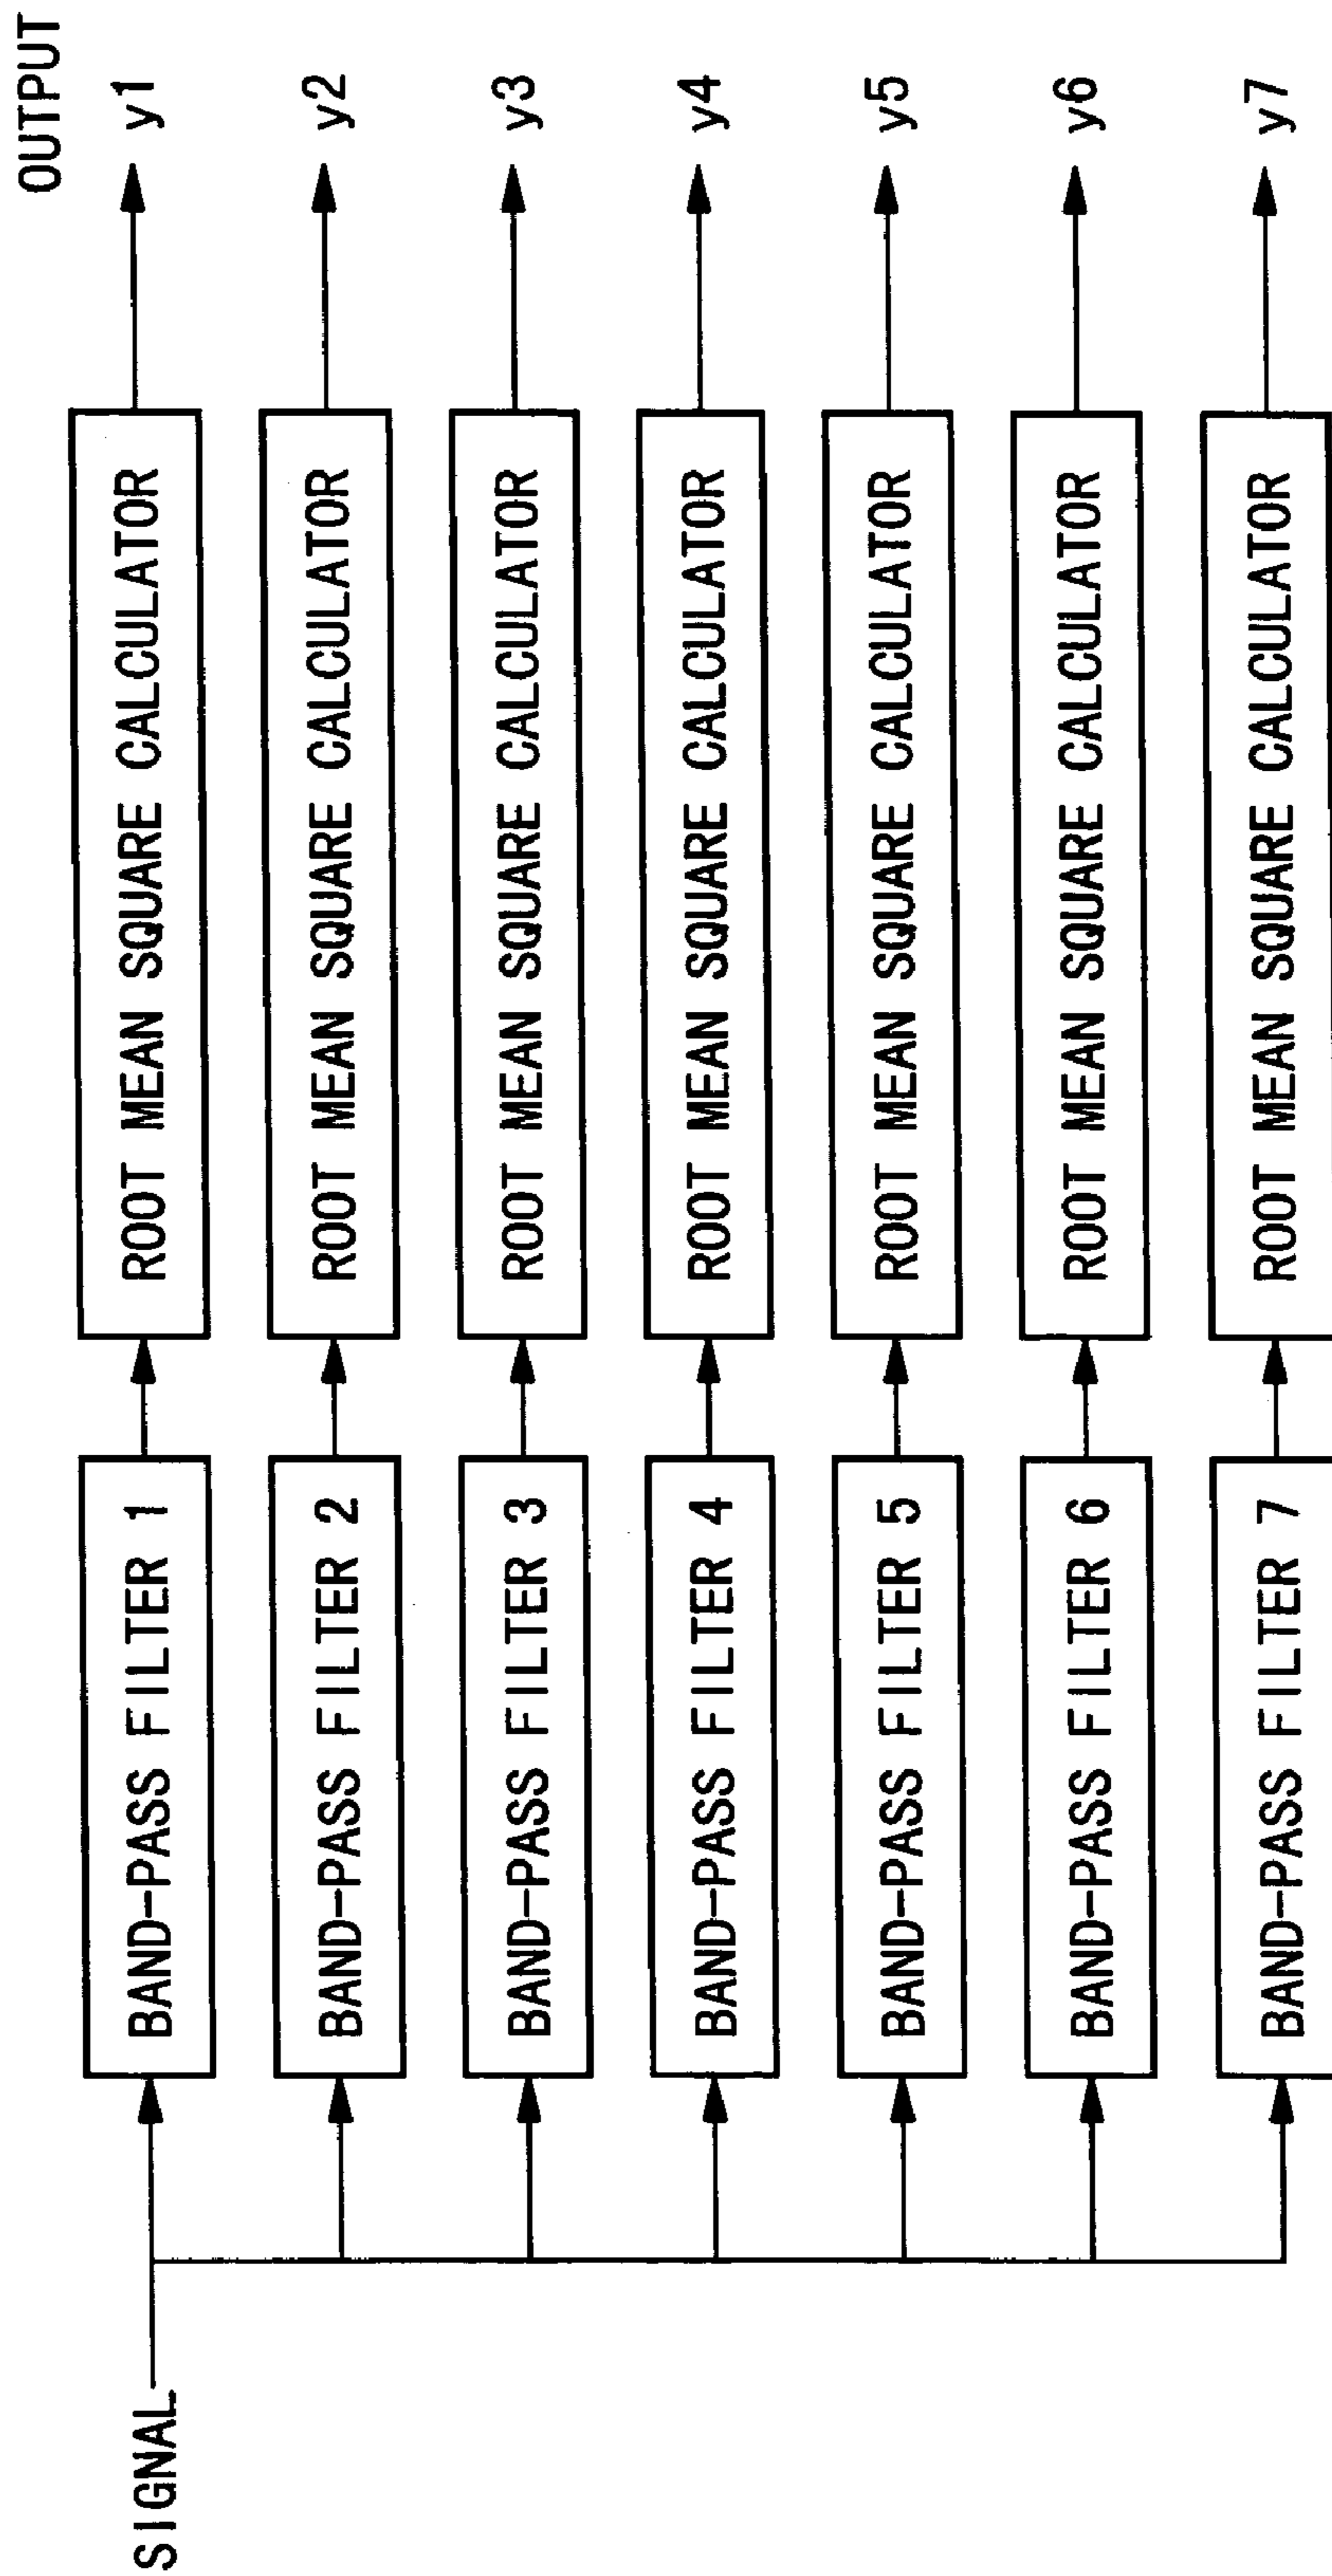 OUTPUT
SIGNAL
BAND-PASS FILTER 1
ROOT MEAN SQUARE CALCULATOR
y1
BAND-PASS FILTER 2
ROOT MEAN SQUARE CALCULATOR
y2
BAND-PASS FILTER 3
ROOT MEAN SQUARE CALCULATOR
y3
BAND-PASS FILTER 4
ROOT MEAN SQUARE CALCULATOR
y4
BAND-PASS FILTER 5
ROOT MEAN SQUARE CALCULATOR
y5
BAND-PASS FILTER 6
ROOT MEAN SQUARE CALCULATOR
y6
BAND-PASS FILTER 7
ROOT MEAN SQUARE CALCULATOR
y7